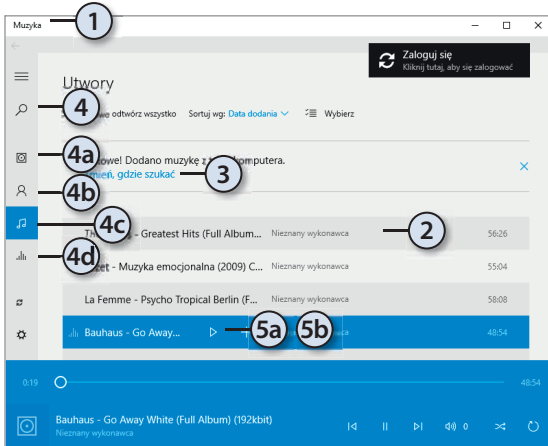 Muzyka
1
Zaloguj się
Kliknij tutaj, aby się zalogować
Utwory
4
odtwórz wszystko Sortuj wg: Data dodania Wybierz
4a
Dodano muzykę z komputera.
gdzie szukać
3
4b
4c
- Greatest Hits (Full Album... Nieznany wykonawca 56:26
2
4d
- Muzyka emocjonalna (2009) C... Nieznany wykonawca 55:04
La Femme - Psycho Tropical Berlin (F... Nieznany wykonawca 58:08
Bauhaus - Go Away... 48:54
5a 5b
0:19 48:54
Bauhaus - Go Away White (Full Album) (192kbit)
Nieznany wykonawca
0